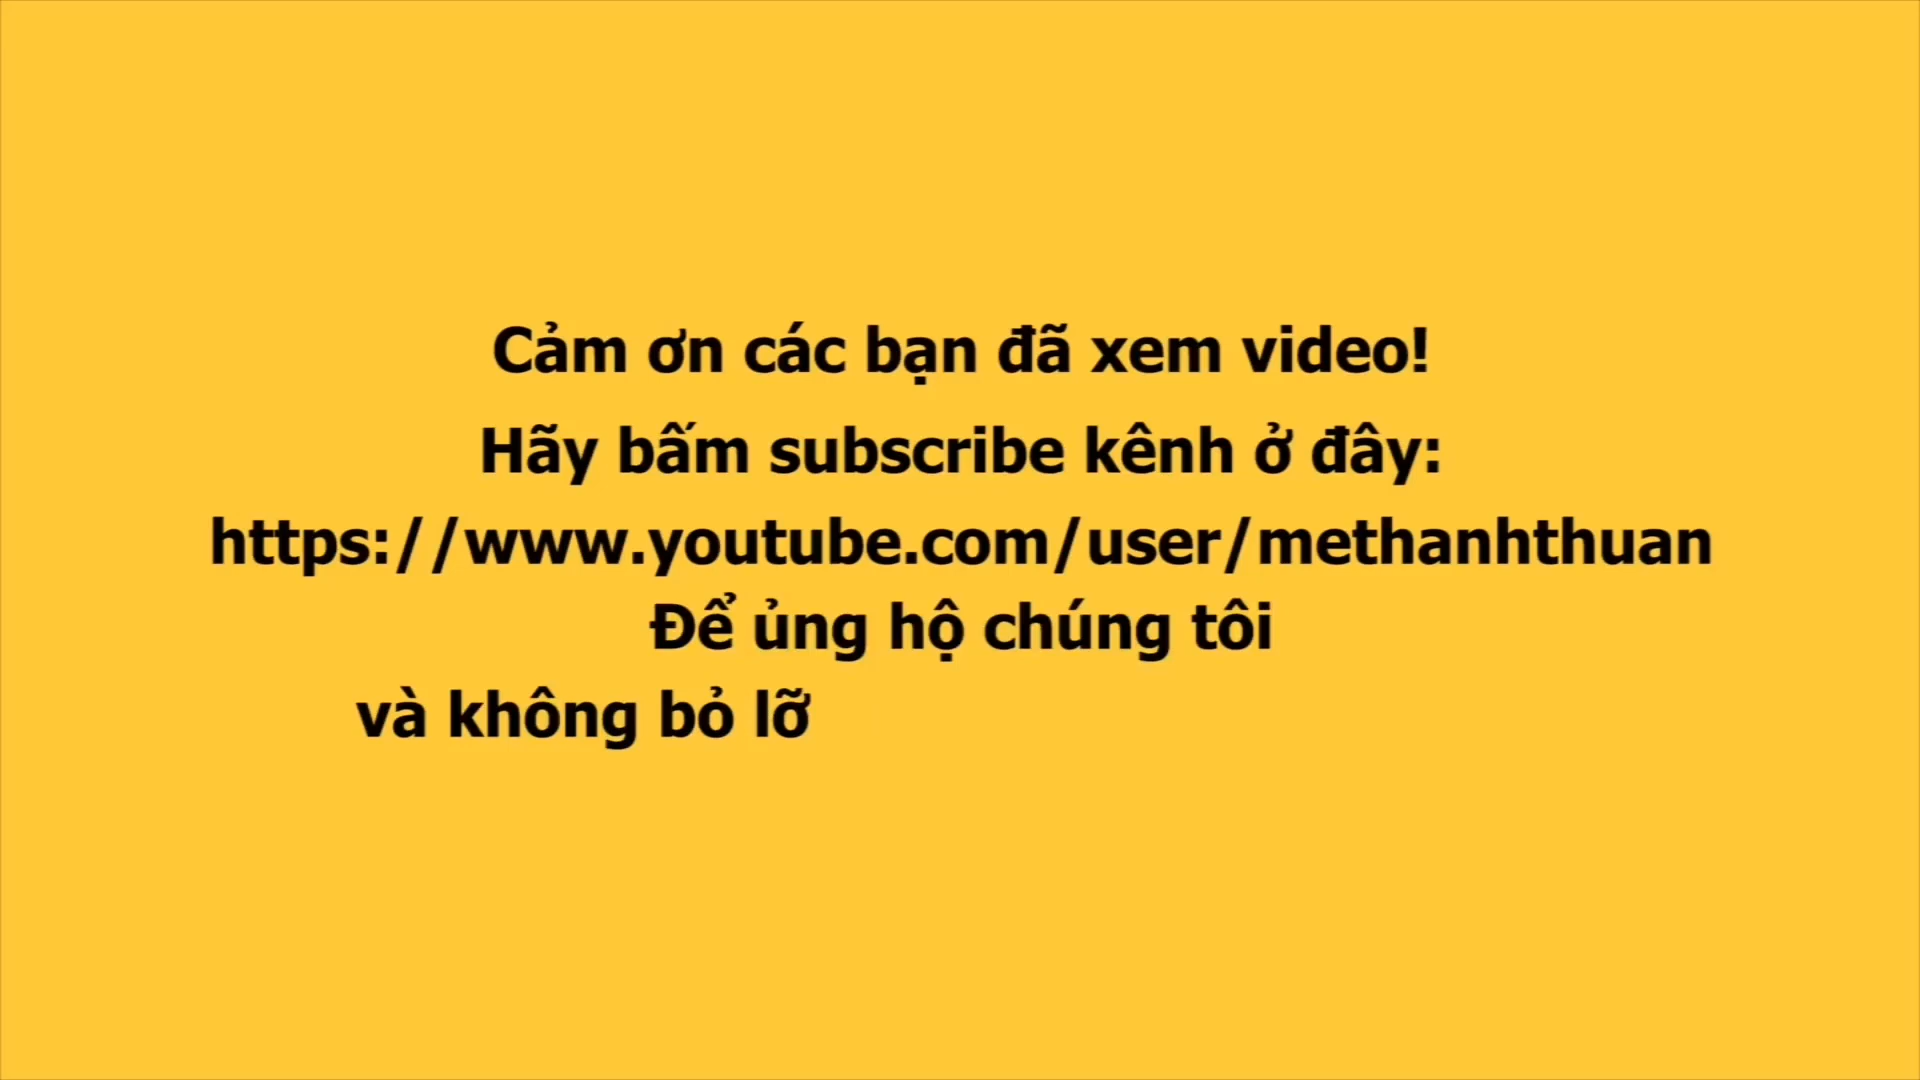 Cảm ơn các bạn đã xem video!
Hãy bấm subscribe kênh ở đây:
https://www.youtube.com/user/methanhthuan
Để ủng hộ chúng tôi
và không bỏ lỡ